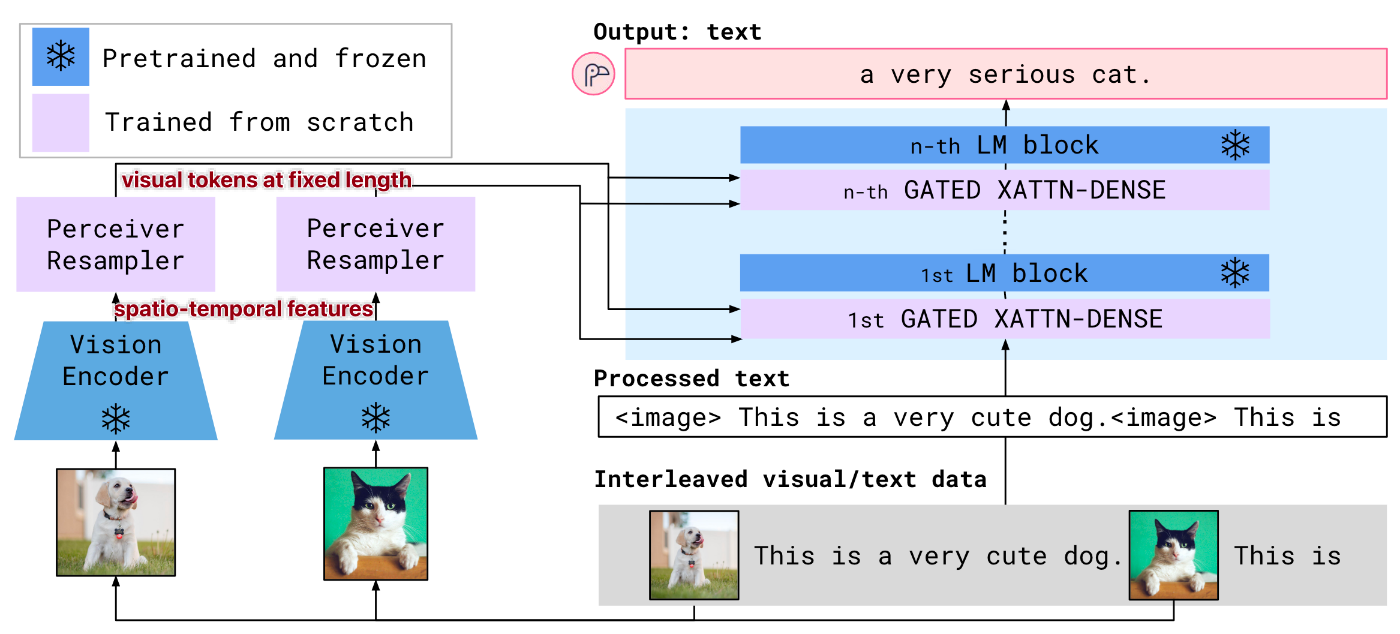 Pretrained and frozen
Trained from scratch
visual tokens at fixed length
Perceiver
Resampler
Perceiver
Resampler
spatio-temporal features
Vision
Encoder
Vision
Encoder
Output: text
a very serious cat.
n-th LM block
n-th GATED XATTN-DENSE
1st LM block
1st GATED XATTN-DENSE
Processed text
<image> This is a very cute dog.<image> This is
Interleaved visual/text data
This is a very cute dog.
This is